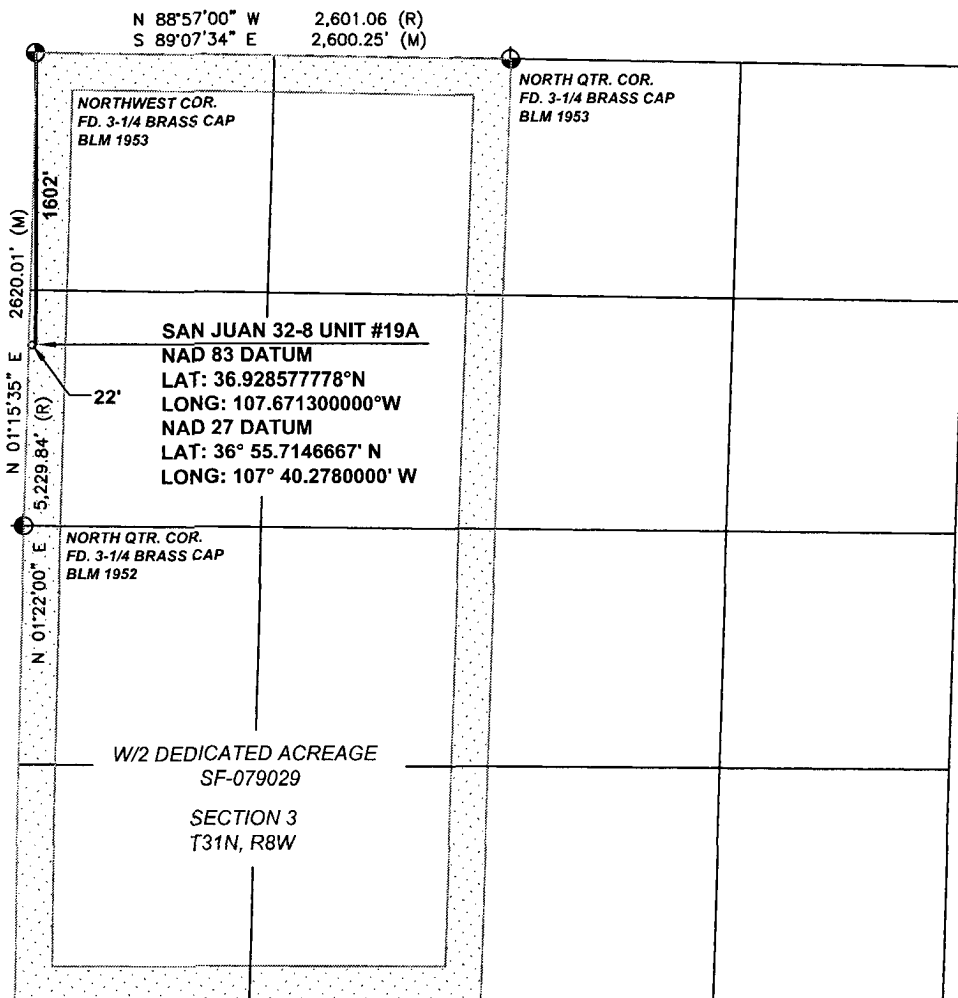 N 88°57'00" W 2,601.06 (R)
S 89°07'34" E 2,600.25' (M)
NORTHWEST COR.
FD. 3-1/4 BRASS CAP
BLM 1953
NORTH QTR. COR.
FD. 3-1/4 BRASS CAP
BLM 1953
1602'
N 01°15'35" E 2620.01' (M)
SAN JUAN 32-8 UNIT #19A
NAD 83 DATUM
LAT: 36.928577778°N
LONG: 107.671300000°W
NAD 27 DATUM
LAT: 36° 55.7146667' N
LONG: 107° 40.2780000' W
22'
N 01°22'00" E 5,229.84' (R)
NORTH QTR. COR.
FD. 3-1/4 BRASS CAP
BLM 1952
W/2 DEDICATED ACREAGE
SF-079029
SECTION 3
T31N, R8W